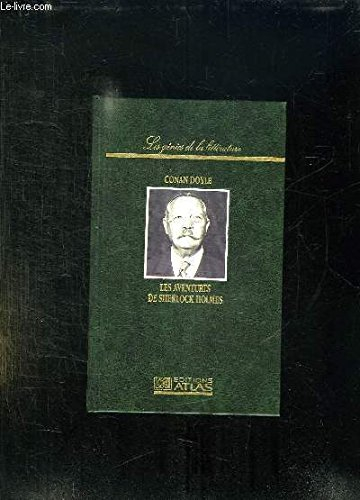 Le-livre.com
Les génies de la littérature
CONAN DOYLE
LES AVENTURES
DE SHERLOCK HOLMES
EDITIONS
ATLAS